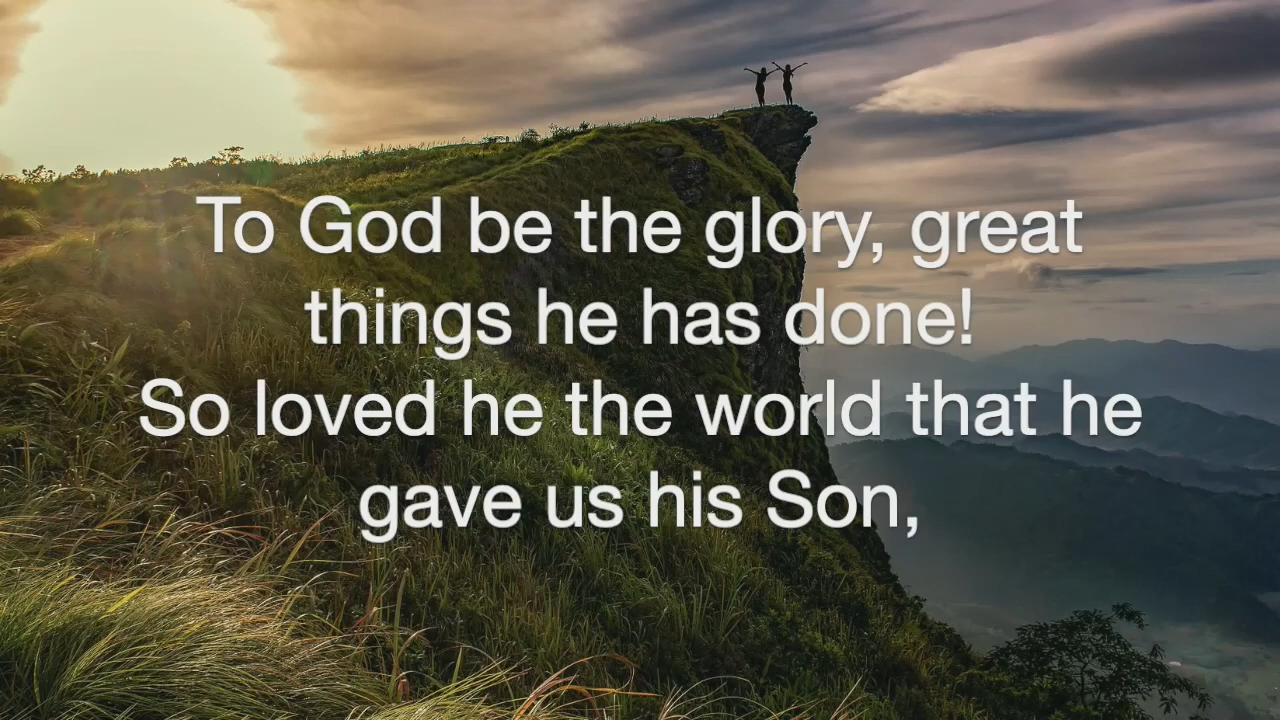 To God be the glory, great
things he has done!
So loved he the world that he
gave us his Son,